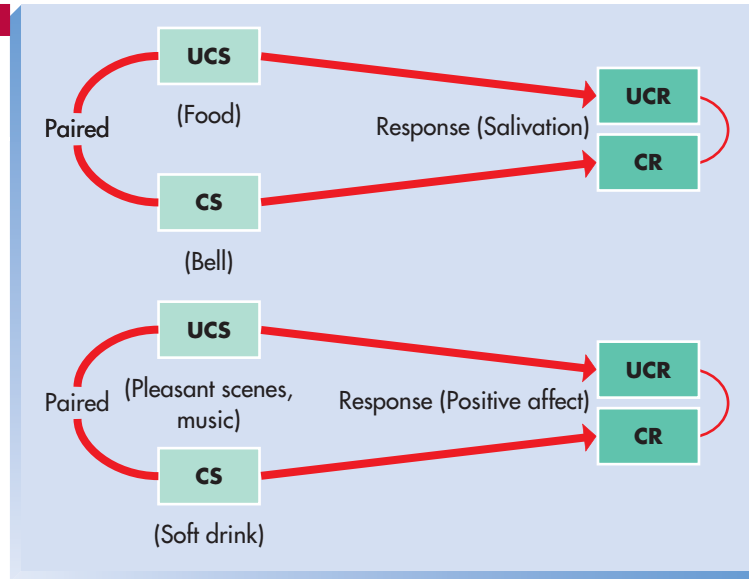 UCS
(Food)
Paired
Response (Salivation)
UCR
CR
CS
(Bell)
UCS
(Pleasant scenes,
music)
Paired
Response (Positive affect)
UCR
CR
CS
(Soft drink)